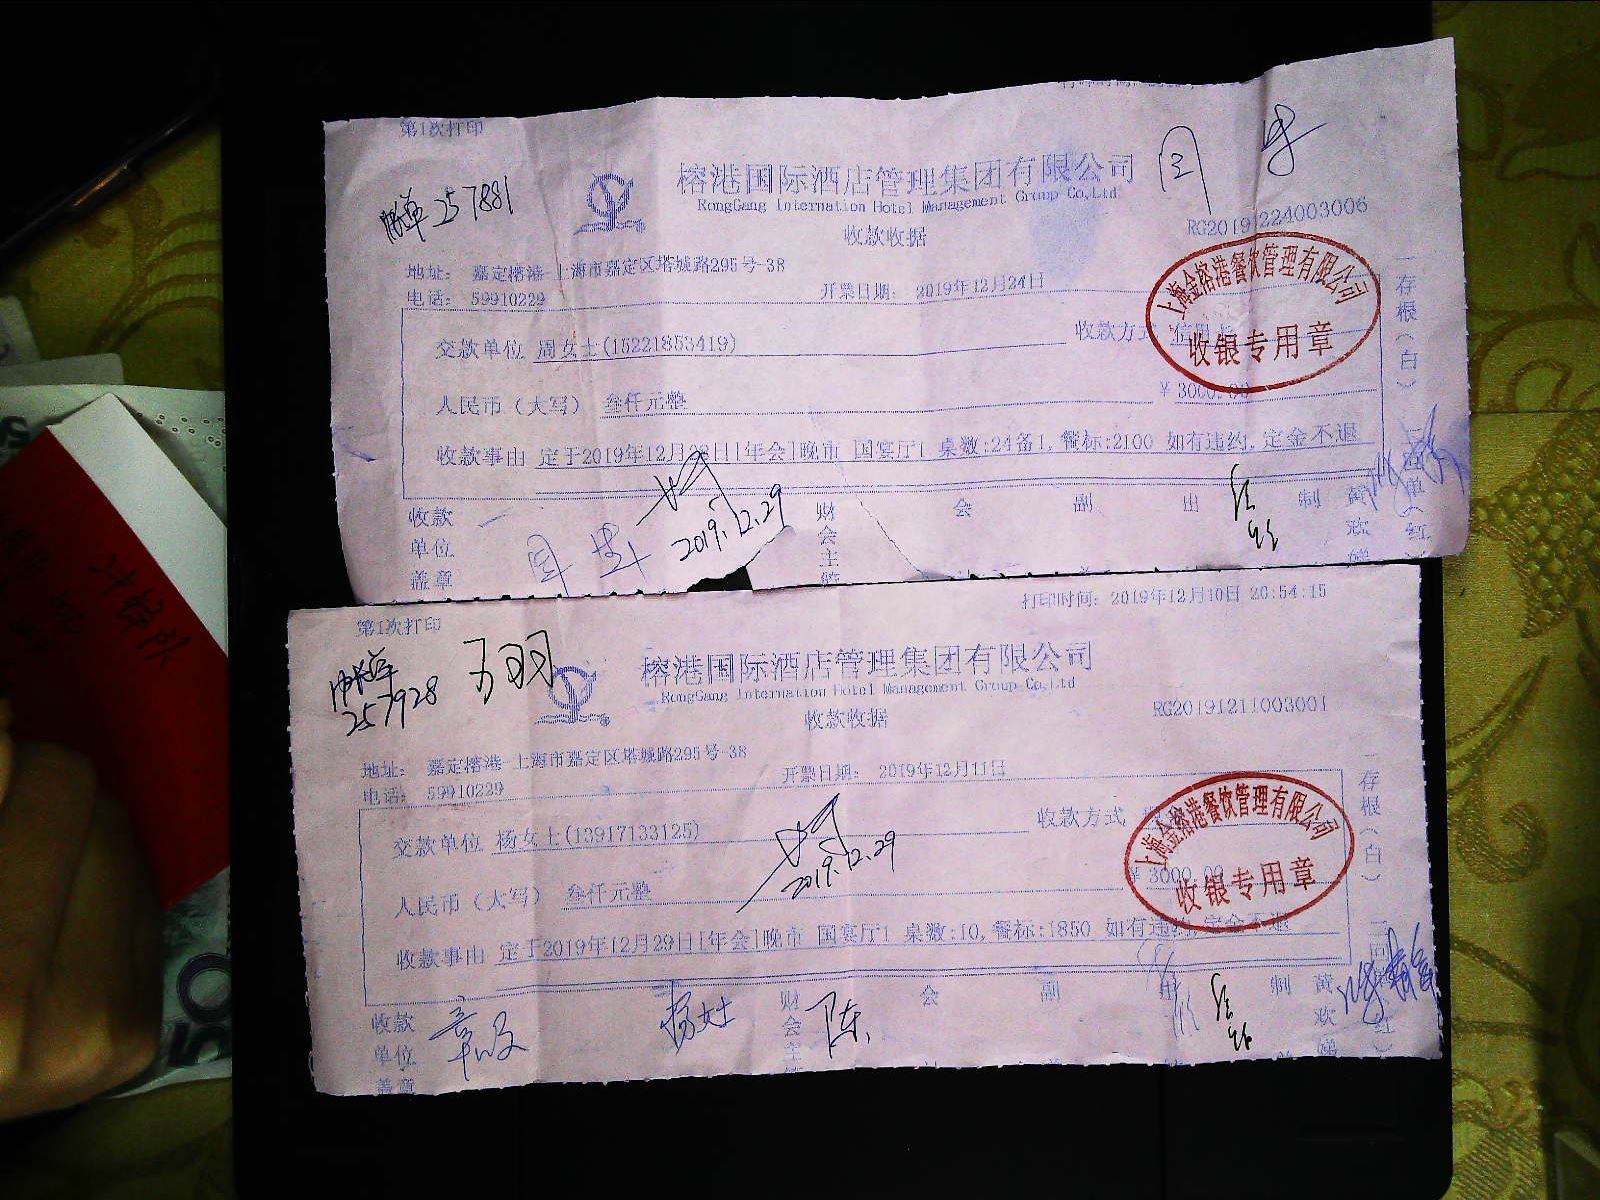 第1次打印
帐单 257881
榕港国际酒店管理集团有限公司
RongGang Internation Hotel Management Group Co,Ltd
收款收据
RG20191224003006
地址： 嘉定榕港-上海市嘉定区塔城路295号-38
电话： 59910229
开票日期： 2019年12月24日
上海金榕港餐饮管理有限公司
收银专用章
交款单位 周女士(15221853419)
收款方式 信用卡
人民币（大写） 叁仟元整
￥3000.00
收款事由 定于2019年12月28日[年会]晚市 国宴厅1 桌数:24备1,餐标:2100 如有违约,定金不退
一存根（白）
收款单位盖章
2019.12.29
财会主管
会
副
出
制
黄欢
第1次打印
打印时间： 2019年12月10日 20:54:15
257928
榕港国际酒店管理集团有限公司
RongGang Internation Hotel Management Group Co,Ltd
收款收据
RG20191211003001
地址： 嘉定榕港-上海市嘉定区塔城路295号-38
电话： 59910229
开票日期： 2019年12月11日
上海金榕港餐饮管理有限公司
收银专用章
交款单位 杨女士(13917133125)
收款方式
2019.12.29
人民币（大写） 叁仟元整
￥3000.00
收款事由 定于2019年12月29日[年会]晚市 国宴厅1 桌数:10,餐标:1850 如有违约,定金不退
一存根（白）
收款单位盖章
杨女士
财会主
陈
会
副
出
制
黄欢